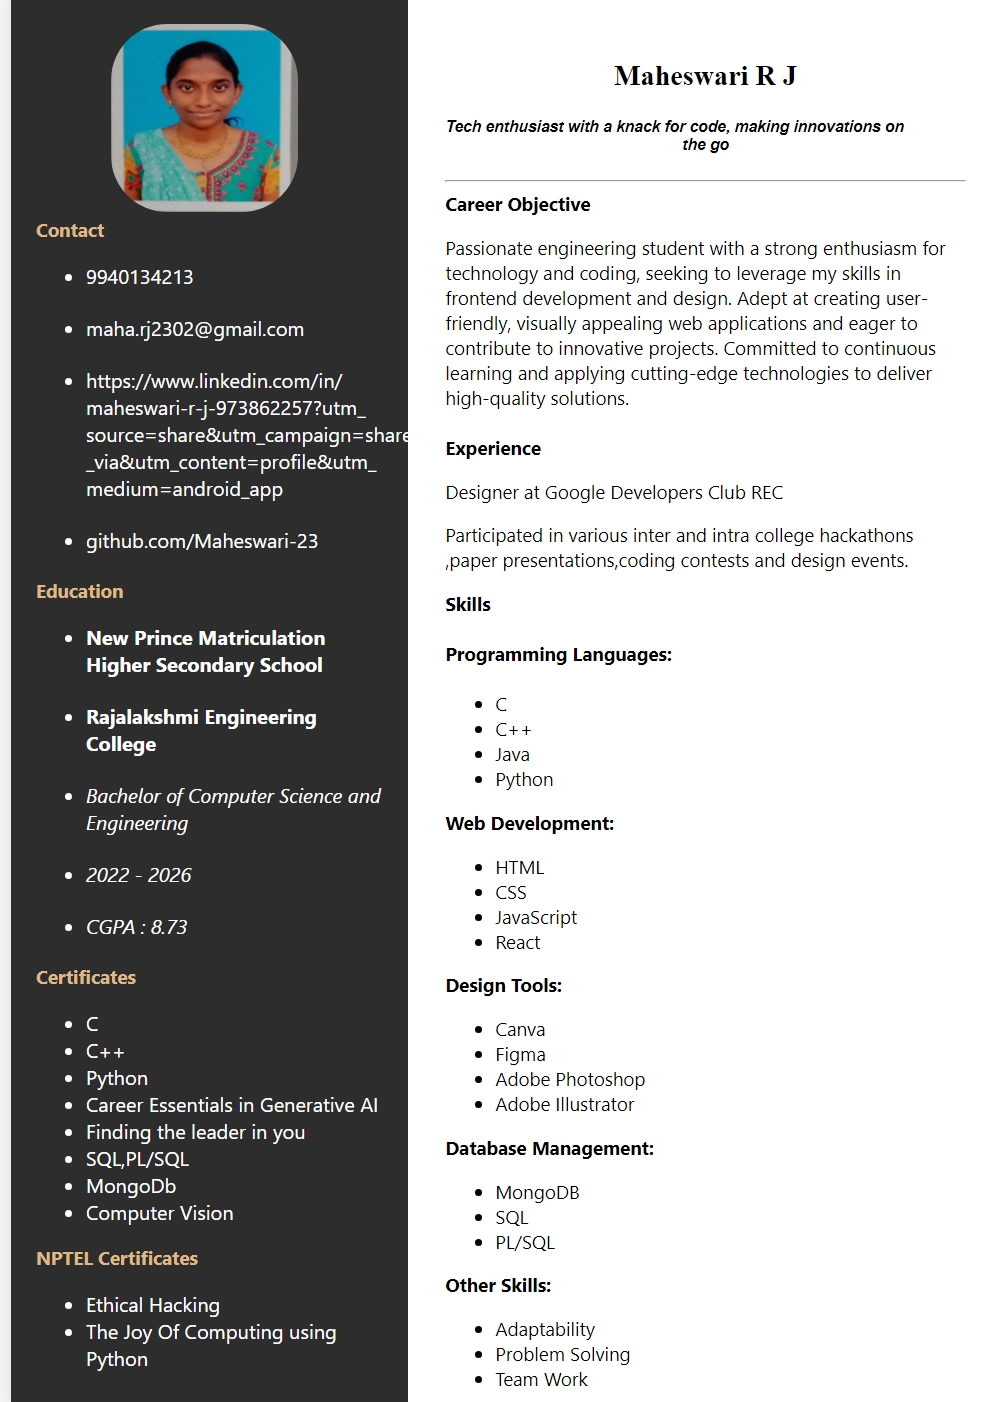 Contact
9940134213
maha.rj2302@gmail.com
https://www.linkedin.com/in/
maheswari-r-j-973862257?utm_
source=share&utm_campaign=share
_via&utm_content=profile&utm_
medium=android_app
github.com/Maheswari-23
Education
New Prince Matriculation
Higher Secondary School
Rajalakshmi Engineering
College
Bachelor of Computer Science and
Engineering
2022 - 2026
CGPA : 8.73
Certificates
C
C++
Python
Career Essentials in Generative AI
Finding the leader in you
SQL,PL/SQL
MongoDb
Computer Vision
NPTEL Certificates
Ethical Hacking
The Joy Of Computing using
Python
Maheswari R J
Tech enthusiast with a knack for code, making innovations on
the go
Career Objective
Passionate engineering student with a strong enthusiasm for
technology and coding, seeking to leverage my skills in
frontend development and design. Adept at creating user-
friendly, visually appealing web applications and eager to
contribute to innovative projects. Committed to continuous
learning and applying cutting-edge technologies to deliver
high-quality solutions.
Experience
Designer at Google Developers Club REC
Participated in various inter and intra college hackathons
,paper presentations,coding contests and design events.
Skills
Programming Languages:
C
C++
Java
Python
Web Development:
HTML
CSS
JavaScript
React
Design Tools:
Canva
Figma
Adobe Photoshop
Adobe Illustrator
Database Management:
MongoDB
SQL
PL/SQL
Other Skills:
Adaptability
Problem Solving
Team Work